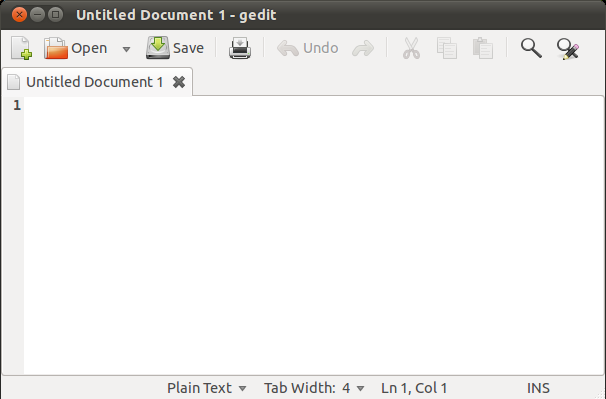 Untitled Document 1 - gedit
Open Save Undo
Untitled Document 1
1
Plain Text Tab Width: 4 Ln 1, Col 1 INS